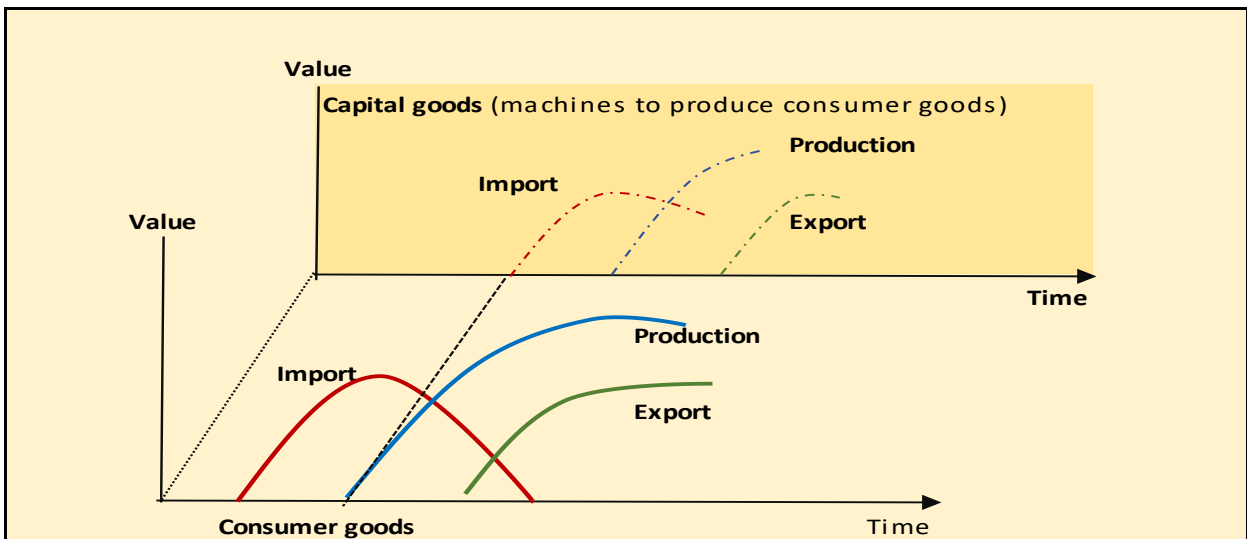 Value
Capital goods (machines to produce consumer goods)
Production
Import
Export
Value
Time
Production
Import
Export
Consumer goods
Time